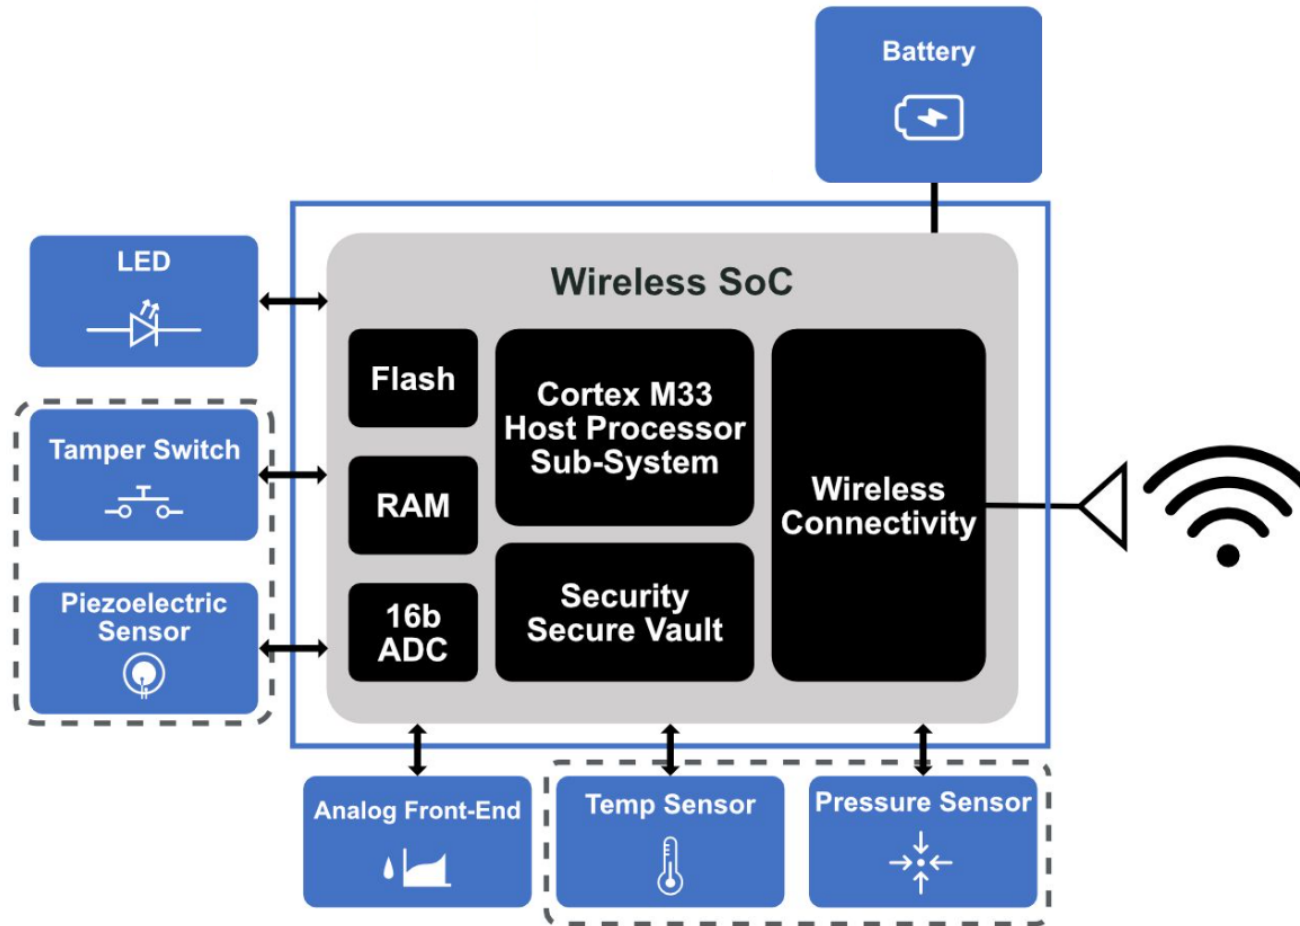 Battery
LED
Wireless SoC
Flash
Cortex M33
Host Processor
Sub-System
Tamper Switch
RAM
Wireless
Connectivity
Piezoelectric
Sensor
16b
ADC
Security
Secure Vault
Analog Front-End
Temp Sensor
Pressure Sensor